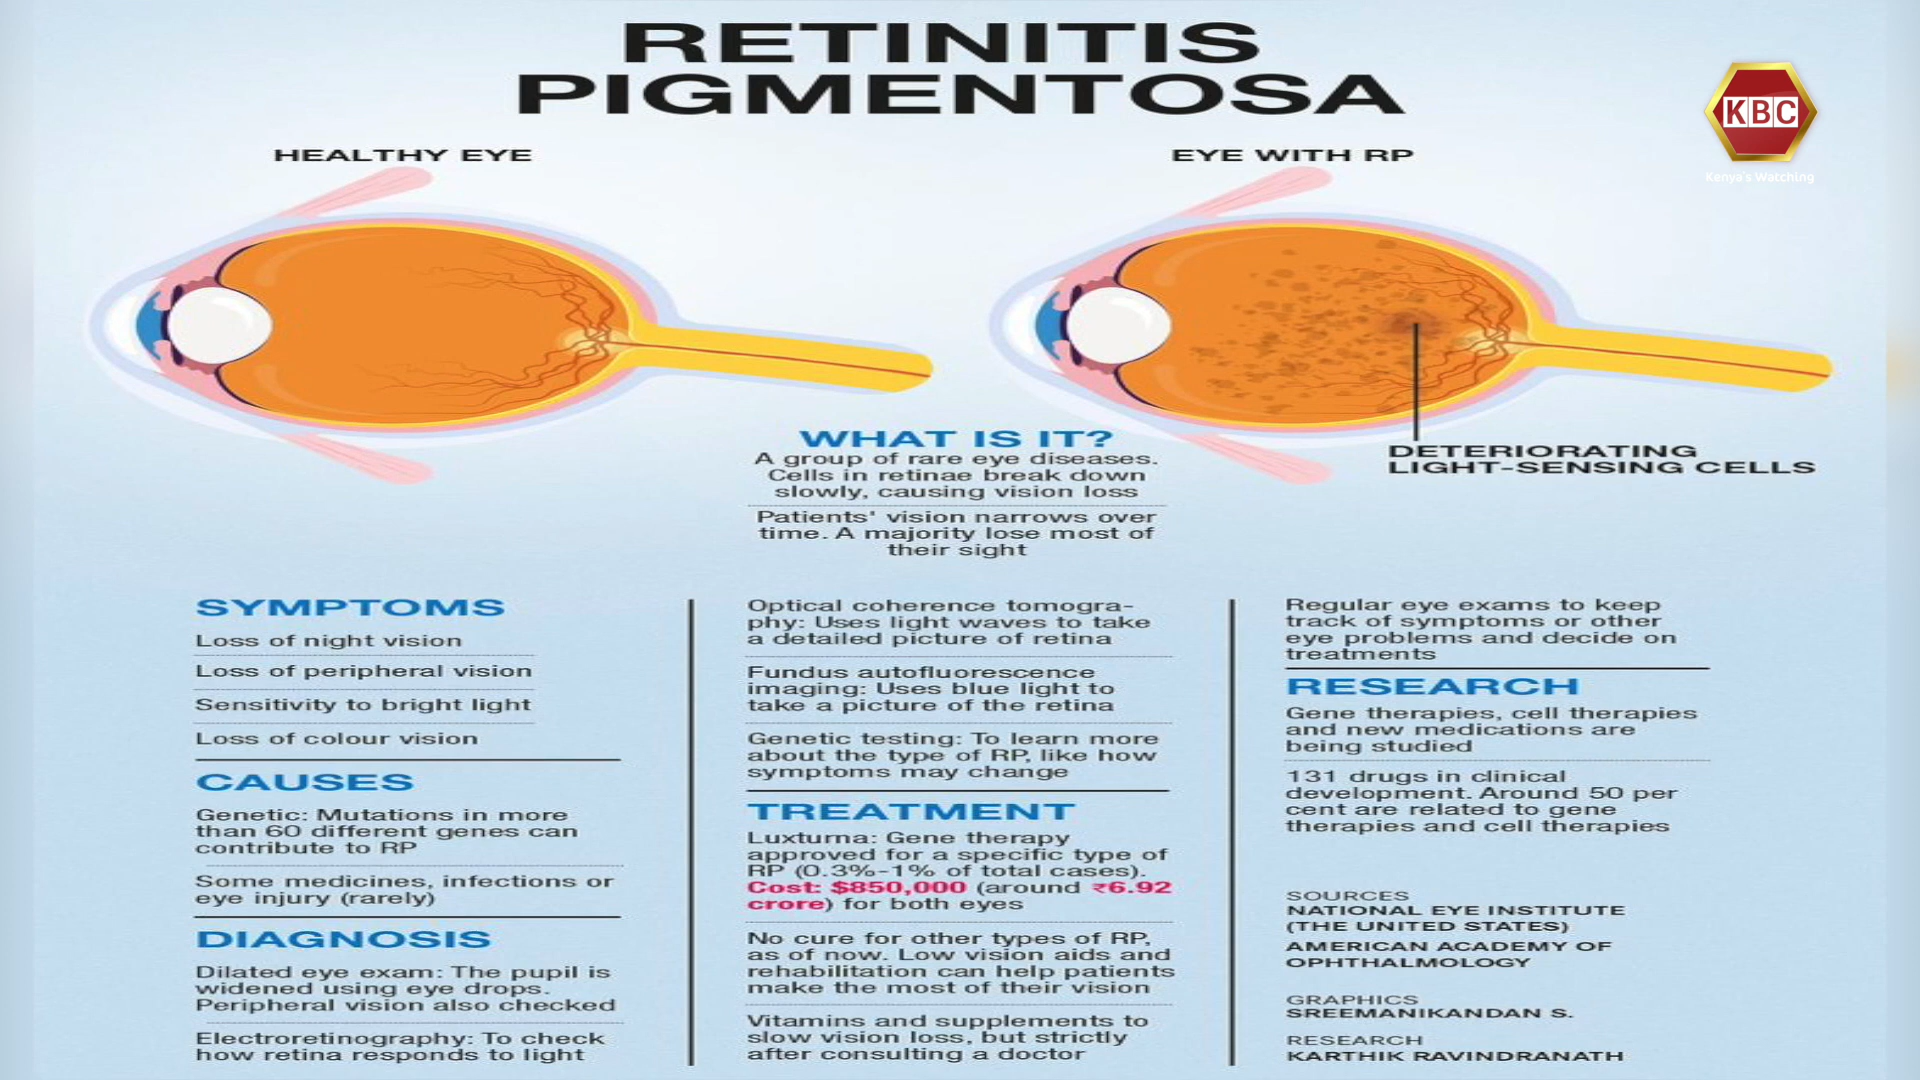 RETINITIS
PIGMENTOSA
KBC
Kenya's Watching
HEALTHY EYE
EYE WITH RP
DETERIORATING
LIGHT-SENSING CELLS
WHAT IS IT?
A group of rare eye diseases.
Cells in retinae break down
slowly, causing vision loss
Patients' vision narrows over
time. A majority lose most of
their sight
SYMPTOMS
Loss of night vision
Loss of peripheral vision
Sensitivity to bright light
Loss of colour vision
CAUSES
Genetic: Mutations in more
than 60 different genes can
contribute to RP
Some medicines, infections or
eye injury (rarely)
DIAGNOSIS
Dilated eye exam: The pupil is
widened using eye drops.
Peripheral vision also checked
Electroretinography: To check
how retina responds to light
Optical coherence tomogra-
phy: Uses light waves to take
a detailed picture of retina
Fundus autofluorescence
imaging: Uses blue light to
take a picture of the retina
Genetic testing: To learn more
about the type of RP, like how
symptoms may change
TREATMENT
Luxturna: Gene therapy
approved for a specific type of
RP (0.3%-1% of total cases).
Cost: $850,000 (around ₹6.92
crore) for both eyes
No cure for other types of RP,
as of now. Low vision aids and
rehabilitation can help patients
make the most of their vision
Vitamins and supplements to
slow vision loss, but strictly
after consulting a doctor
Regular eye exams to keep
track of symptoms or other
eye problems and decide on
treatments
RESEARCH
Gene therapies, cell therapies
and new medications are
being studied
131 drugs in clinical
development. Around 50 per
cent are related to gene
therapies and cell therapies
SOURCES
NATIONAL EYE INSTITUTE
(THE UNITED STATES)
AMERICAN ACADEMY OF
OPHTHALMOLOGY
GRAPHICS
SREEMANIKANDAN S.
RESEARCH
KARTHIK RAVINDRANATH